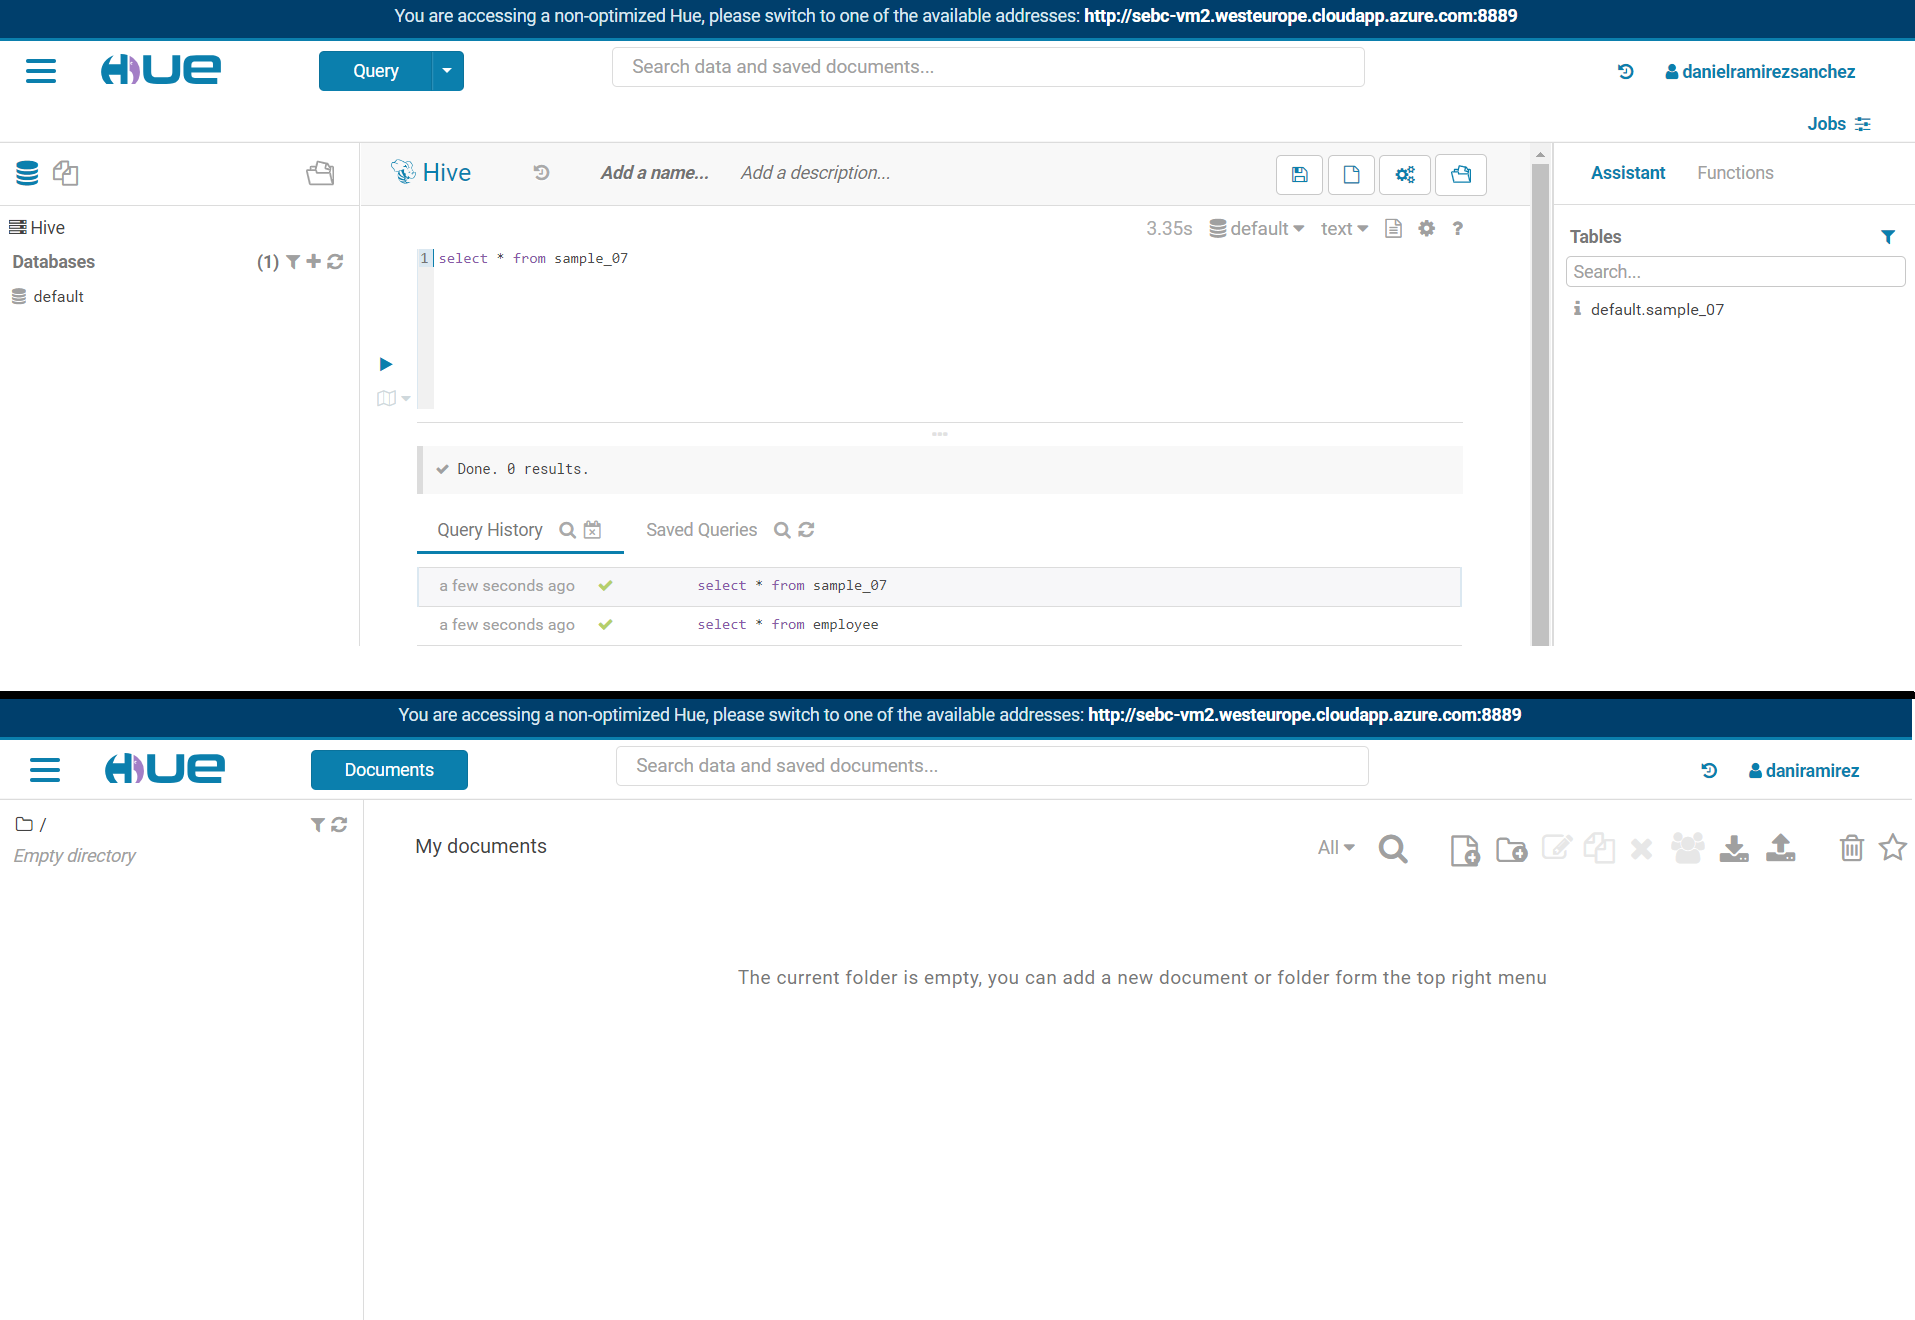 You are accessing a non-optimized Hue, please switch to one of the available addresses: http://sebc-vm2.westeurope.cloudapp.azure.com:8889
HUE
Query
Search data and saved documents...
danielramirezsanchez
Jobs
Hive
Add a name...
Add a description...
Assistant
Functions
Hive
3.35s
default
text
?
Tables
Databases
(1)
1
select * from sample_07
Search...
default
default.sample_07
Done. 0 results.
Query History
Saved Queries
a few seconds ago
select * from sample_07
a few seconds ago
select * from employee
You are accessing a non-optimized Hue, please switch to one of the available addresses: http://sebc-vm2.westeurope.cloudapp.azure.com:8889
HUE
Documents
Search data and saved documents...
daniramirez
/
Empty directory
My documents
All
The current folder is empty, you can add a new document or folder form the top right menu